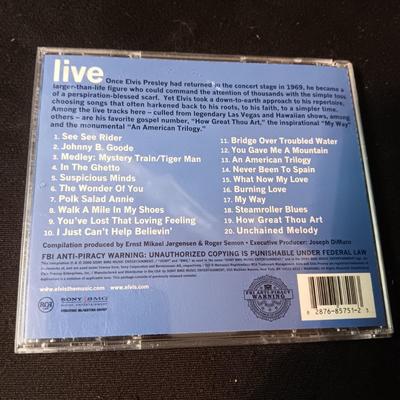 live
Once Elvis Presley had returned to the concert stage in 1969, he became a
larger-than-life figure who could command the attention of thousands with the simple toss
of a perspiration-blessed scarf. Yet Elvis took a down-to-earth approach to his repertoire,
choosing songs that often harkened back to his roots, to his faith, to a simpler time.
Among the live tracks here – culled from legendary Las Vegas and Hawaiian shows, among
others – are his favorite gospel number, "How Great Thou Art," the inspirational "My Way"
and the monumental "An American Trilogy."
1. See See Rider
2. Johnny B. Goode
3. Medley: Mystery Train/Tiger Man
4. In The Ghetto
5. Suspicious Minds
6. The Wonder Of You
7. Polk Salad Annie
8. Walk A Mile In My Shoes
9. You've Lost That Loving Feeling
10. I Just Can't Help Believin'
11. Bridge Over Troubled Water
12. You Gave Me A Mountain
13. An American Trilogy
14. Never Been To Spain
15. What Now My Love
16. Burning Love
17. My Way
18. Steamroller Blues
19. How Great Thou Art
20. Unchained Melody
Compilation produced by Ernst Mikael Jørgensen & Roger Semon • Executive Producer: Joseph DiMuro
FBI ANTI-PIRACY WARNING: UNAUTHORIZED COPYING IS PUNISHABLE UNDER FEDERAL LAW
RCA
SONY BMG
MUSIC ENTERTAINMENT
www.elvisthemusic.com • www.elvis.com
FBI ANTI-PIRACY
WARNING
8 2876-85751-2 3